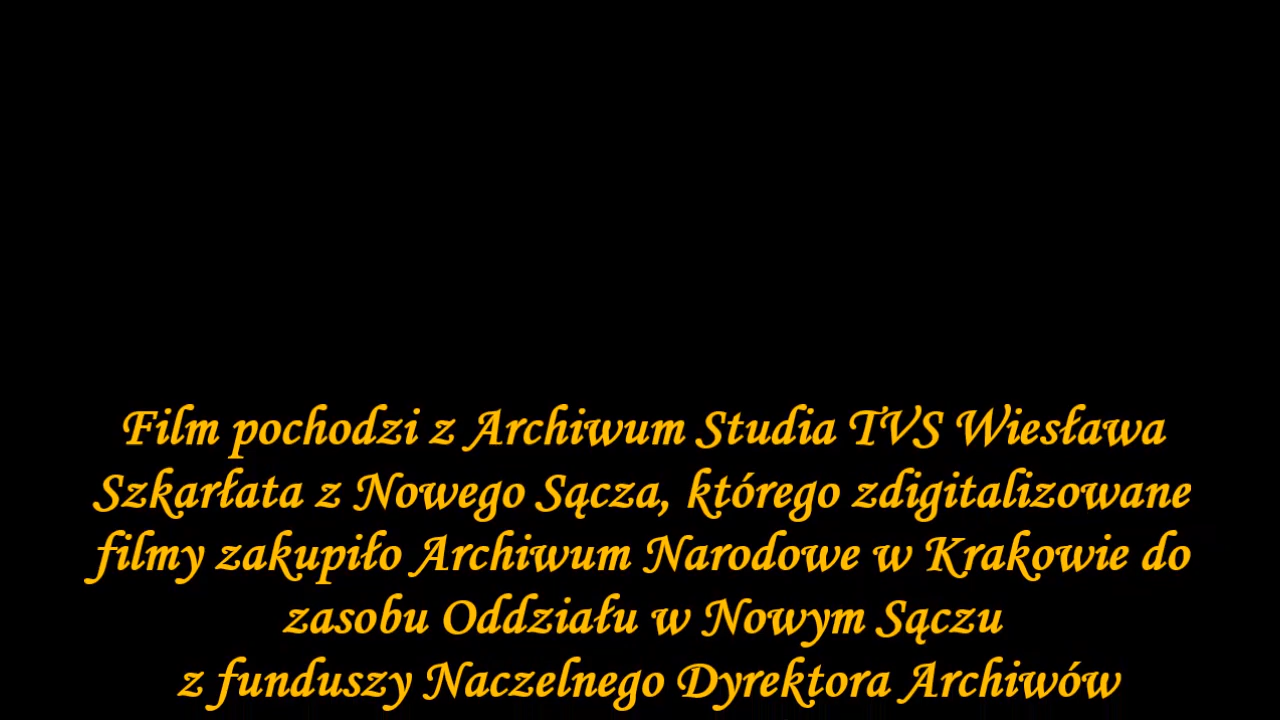 Film pochodzi z Archiwum Studia TVS Wiesława
Szkarłata z Nowego Sącza, którego zdigitalizowane
filmy zakupiło Archiwum Narodowe w Krakowie do
zasobu Oddziału w Nowym Sączu
z funduszy Naczelnego Dyrektora Archiwów